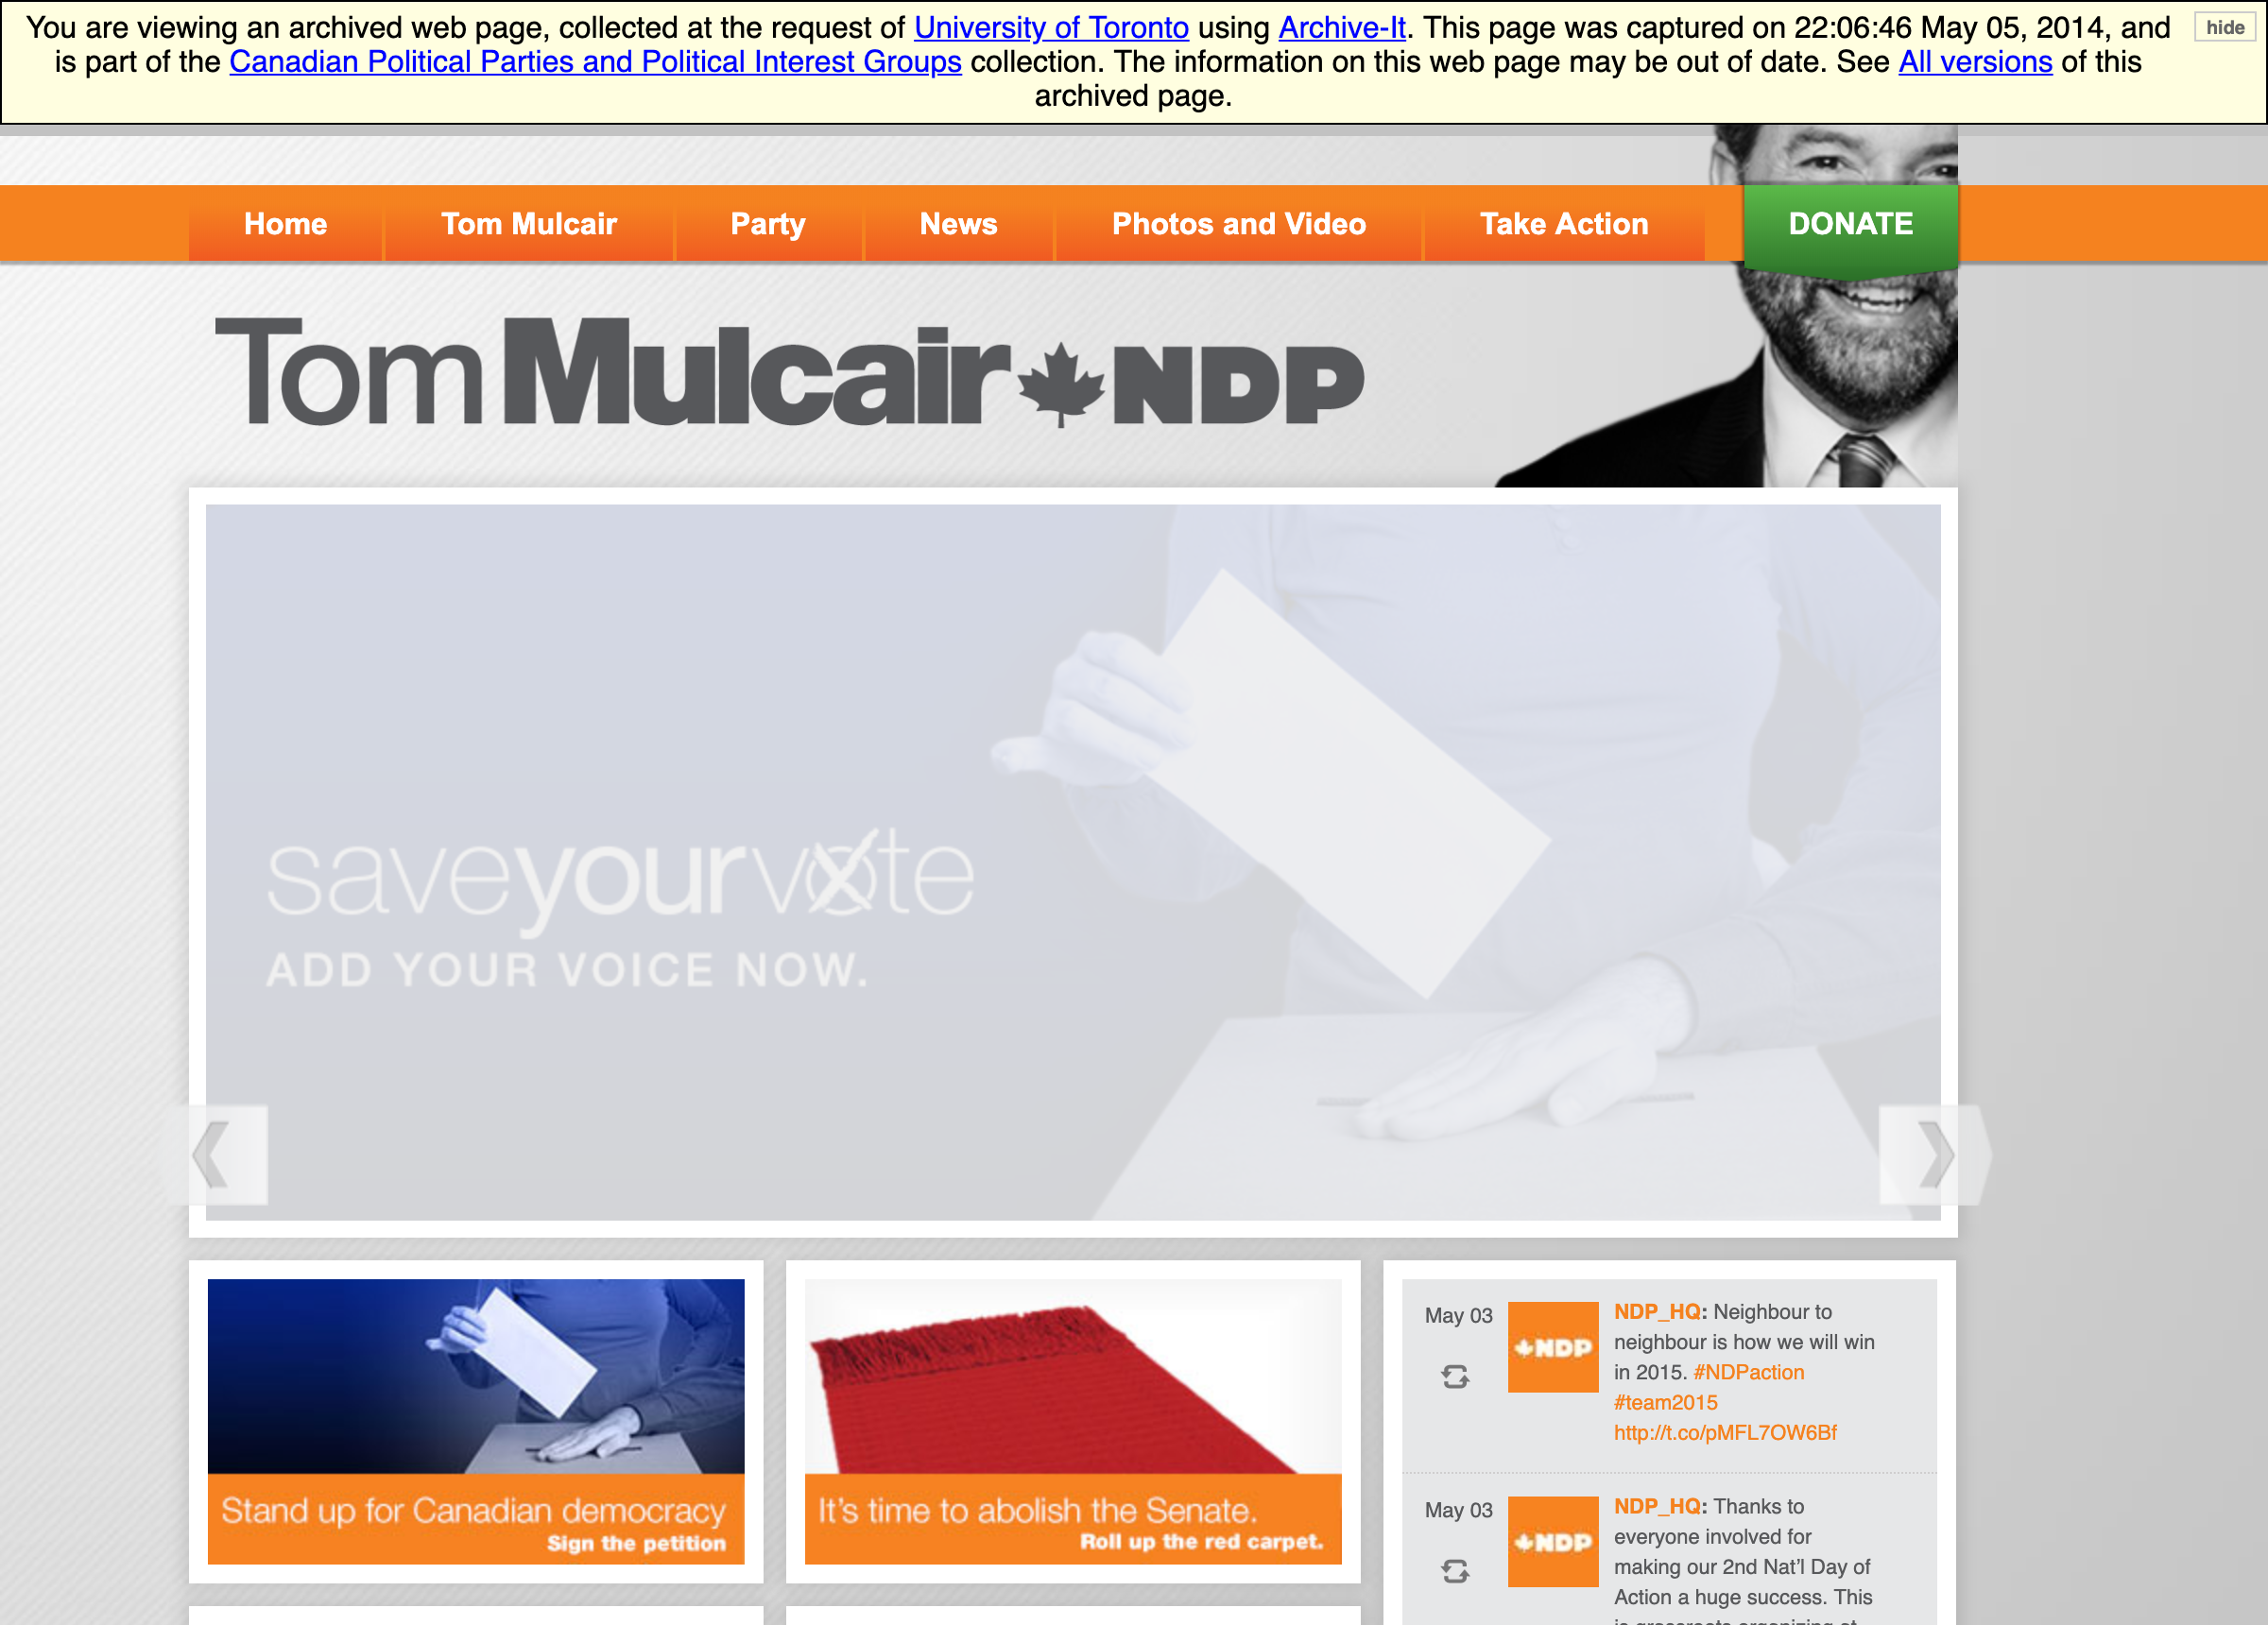 You are viewing an archived web page, collected at the request of University of Toronto using Archive-It. This page was captured on 22:06:46 May 05, 2014, and
is part of the Canadian Political Parties and Political Interest Groups collection. The information on this web page may be out of date. See All versions of this
archived page.
hide
Home
Tom Mulcair
Party
News
Photos and Video
Take Action
DONATE
Tom Mulcair NDP
saveyourvote
ADD YOUR VOICE NOW.
Stand up for Canadian democracy
Sign the petition
It's time to abolish the Senate.
Roll up the red carpet.
May 03
NDP
NDP_HQ: Neighbour to
neighbour is how we will win
in 2015. #NDPaction
#team2015
http://t.co/pMFL7OW6Bf
May 03
NDP
NDP_HQ: Thanks to
everyone involved for
making our 2nd Nat'l Day of
Action a huge success. This